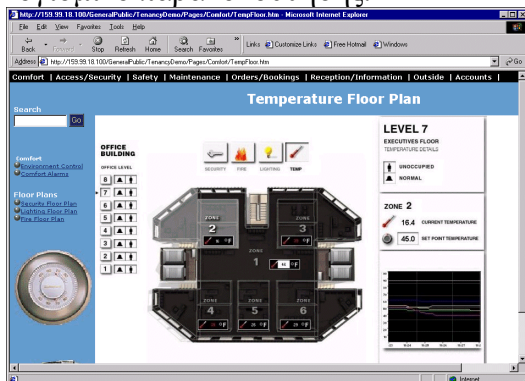 http://159.99.18.100/GeneralPublic/TenancyDemo/Pages/Comfort/TempFloor.htm - Microsoft Internet Explorer
File Edit View Favorites Tools Help
Back Forward Stop Refresh Home Search Favorites Links Customize Links Free Hotmail Windows
Address http://159.99.18.100/GeneralPublic/TenancyDemo/Pages/Comfort/TempFloor.htm Go
Comfort | Access/Security | Safety | Maintenance | Orders/Bookings | Reception/Information | Outside | Accounts |
Temperature Floor Plan
Search
Go
Comfort
Environment Control
Comfort Alarms
Floor Plans
Security Floor Plan
Lighting Floor Plan
Fire Floor Plan
OFFICE
BUILDING
OFFICE LEVEL
8
7
6
5
4
3
2
1
SECURITY FIRE LIGHTING TEMP
ZONE
2
ZONE
3
ZONE
1
ZONE
4
ZONE
5
ZONE
6
LEVEL 7
EXECUTIVES FLOOR
TEMPERATURE DETAILS
UNOCCUPIED
NORMAL
ZONE 2
16.4 CURRENT TEMPERATURE
45.0 SET POINT TEMPERATURE
Internet